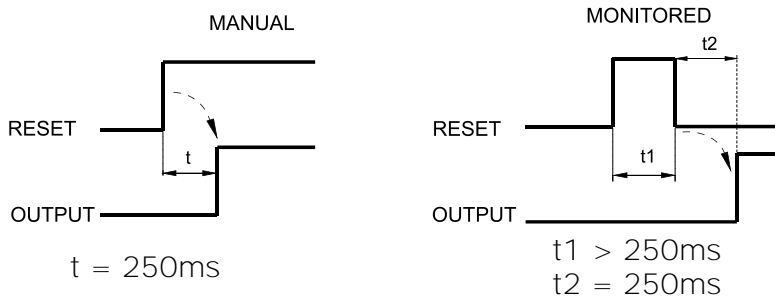 MANUAL
RESET
t
OUTPUT
t = 250ms
MONITORED
t2
RESET
t1
OUTPUT
t1 > 250ms
t2 = 250ms